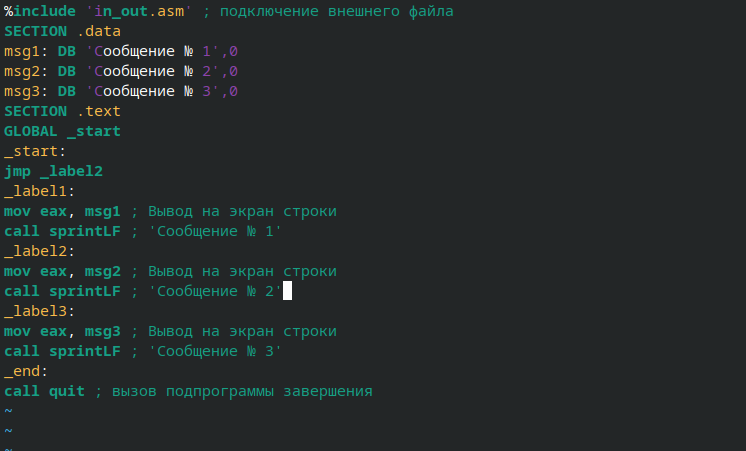 %include 'in_out.asm' ; подключение внешнего файла
SECTION .data
msg1: DB 'Сообщение № 1',0
msg2: DB 'Сообщение № 2',0
msg3: DB 'Сообщение № 3',0
SECTION .text
GLOBAL _start
_start:
jmp _label2
_label1:
mov eax, msg1 ; Вывод на экран строки
call sprintLF ; 'Сообщение № 1'
_label2:
mov eax, msg2 ; Вывод на экран строки
call sprintLF ; 'Сообщение № 2'
_label3:
mov eax, msg3 ; Вывод на экран строки
call sprintLF ; 'Сообщение № 3'
_end:
call quit ; вызов подпрограммы завершения
~
~
~